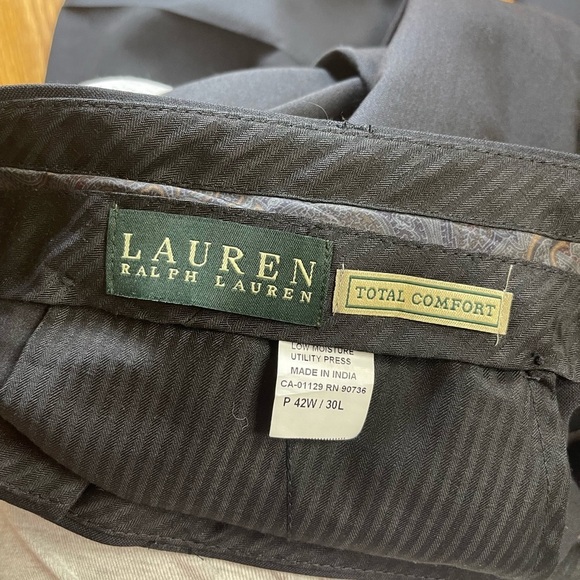 LAUREN
RALPH LAUREN
TOTAL COMFORT
LOW MOISTURE
UTILITY PRESS
MADE IN INDIA
CA-01129 RN 90736
P 42W / 30L